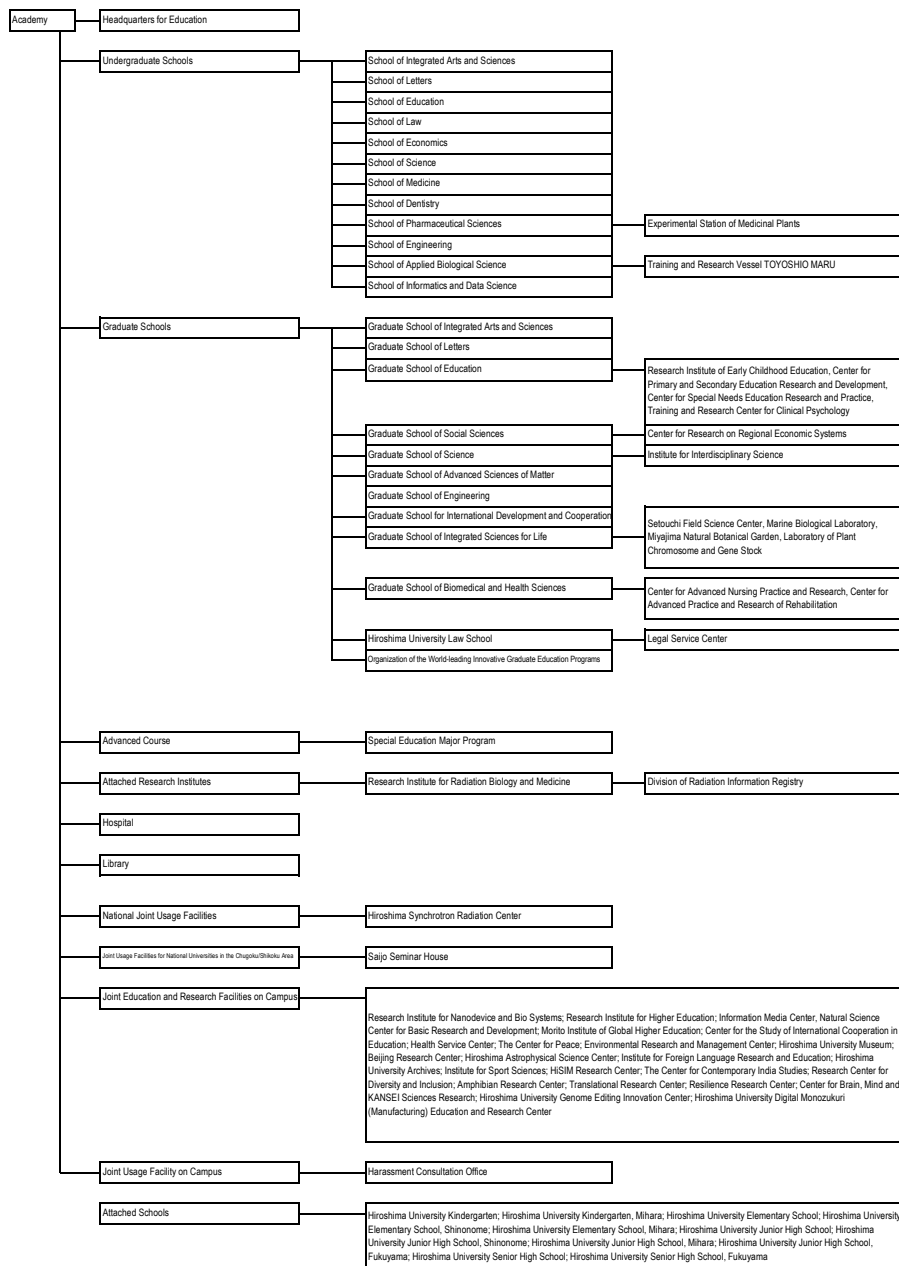 Academy
Headquarters for Education
Undergraduate Schools
School of Integrated Arts and Sciences
School of Letters
School of Education
School of Law
School of Economics
School of Science
School of Medicine
School of Dentistry
School of Pharmaceutical Sciences
Experimental Station of Medicinal Plants
School of Engineering
School of Applied Biological Science
Training and Research Vessel TOYOSHIO MARU
School of Informatics and Data Science
Graduate Schools
Graduate School of Integrated Arts and Sciences
Graduate School of Letters
Graduate School of Education
Research Institute of Early Childhood Education, Center for
Primary and Secondary Education Research and Development,
Center for Special Needs Education Research and Practice,
Training and Research Center for Clinical Psychology
Graduate School of Social Sciences
Center for Research on Regional Economic Systems
Graduate School of Science
Institute for Interdisciplinary Science
Graduate School of Advanced Sciences of Matter
Graduate School of Engineering
Graduate School for International Development and Cooperation
Graduate School of Integrated Sciences for Life
Setouchi Field Science Center, Marine Biological Laboratory,
Miyajima Natural Botanical Garden, Laboratory of Plant
Chromosome and Gene Stock
Graduate School of Biomedical and Health Sciences
Center for Advanced Nursing Practice and Research, Center for
Advanced Practice and Research of Rehabilitation
Hiroshima University Law School
Legal Service Center
Organization of the World-leading Innovative Graduate Education Programs
Advanced Course
Special Education Major Program
Attached Research Institutes
Research Institute for Radiation Biology and Medicine
Division of Radiation Information Registry
Hospital
Library
National Joint Usage Facilities
Hiroshima Synchrotron Radiation Center
Joint Usage Facilities for National Universities in the Chugoku/Shikoku Area
Saijo Seminar House
Joint Education and Research Facilities on Campus
Research Institute for Nanodevice and Bio Systems; Research Institute for Higher Education; Information Media Center, Natural Science
Center for Basic Research and Development; Morito Institute of Global Higher Education; Center for the Study of International Cooperation in
Education; Health Service Center; The Center for Peace; Environmental Research and Management Center; Hiroshima University Museum;
Beijing Research Center; Hiroshima Astrophysical Science Center; Institute for Foreign Language Research and Education; Hiroshima
University Archives; Institute for Sport Sciences; HiSIM Research Center; The Center for Contemporary India Studies; Research Center for
Diversity and Inclusion; Amphibian Research Center; Translational Research Center; Resilience Research Center; Center for Brain, Mind and
KANSEI Sciences Research; Hiroshima University Genome Editing Innovation Center; Hiroshima University Digital Monozukuri
(Manufacturing) Education and Research Center
Joint Usage Facility on Campus
Harassment Consultation Office
Attached Schools
Hiroshima University Kindergarten; Hiroshima University Kindergarten, Mihara; Hiroshima University Elementary School; Hiroshima University
Elementary School, Shinonome; Hiroshima University Elementary School, Mihara; Hiroshima University Junior High School; Hiroshima
University Junior High School, Shinonome; Hiroshima University Junior High School, Mihara; Hiroshima University Junior High School,
Fukuyama; Hiroshima University Senior High School; Hiroshima University Senior High School, Fukuyama